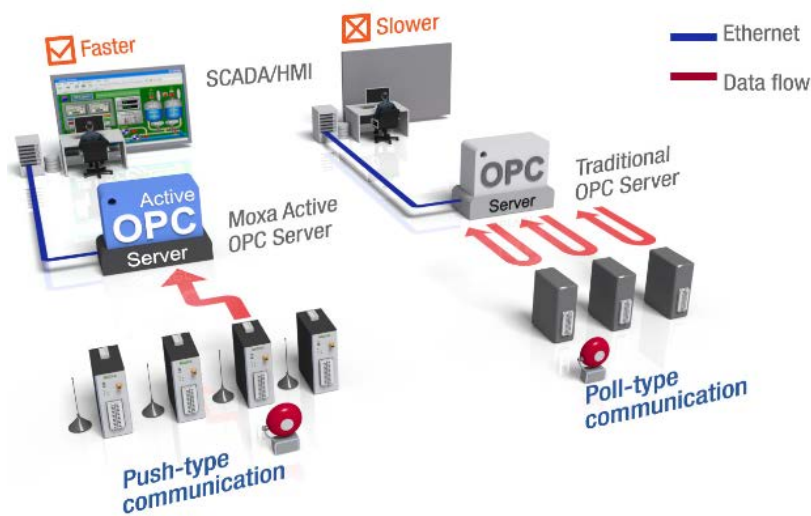 Faster
SCADA/HMI
Slower
Ethernet
Data flow
Active
OPC
Server
Moxa Active
OPC Server
OPC
Server
Traditional
OPC Server
Push-type
communication
Poll-type
communication